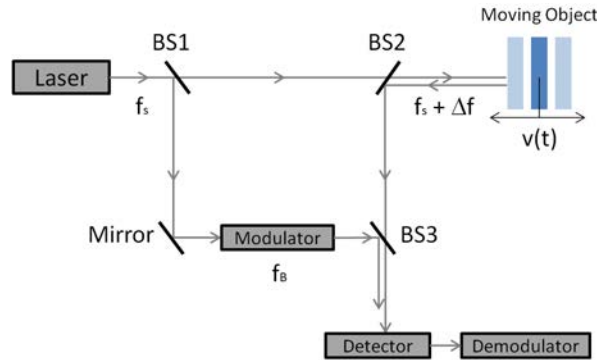 Moving Object
BS1
BS2
Laser
fs
fs + Δf
v(t)
Mirror
Modulator
BS3
fB
Detector
Demodulator